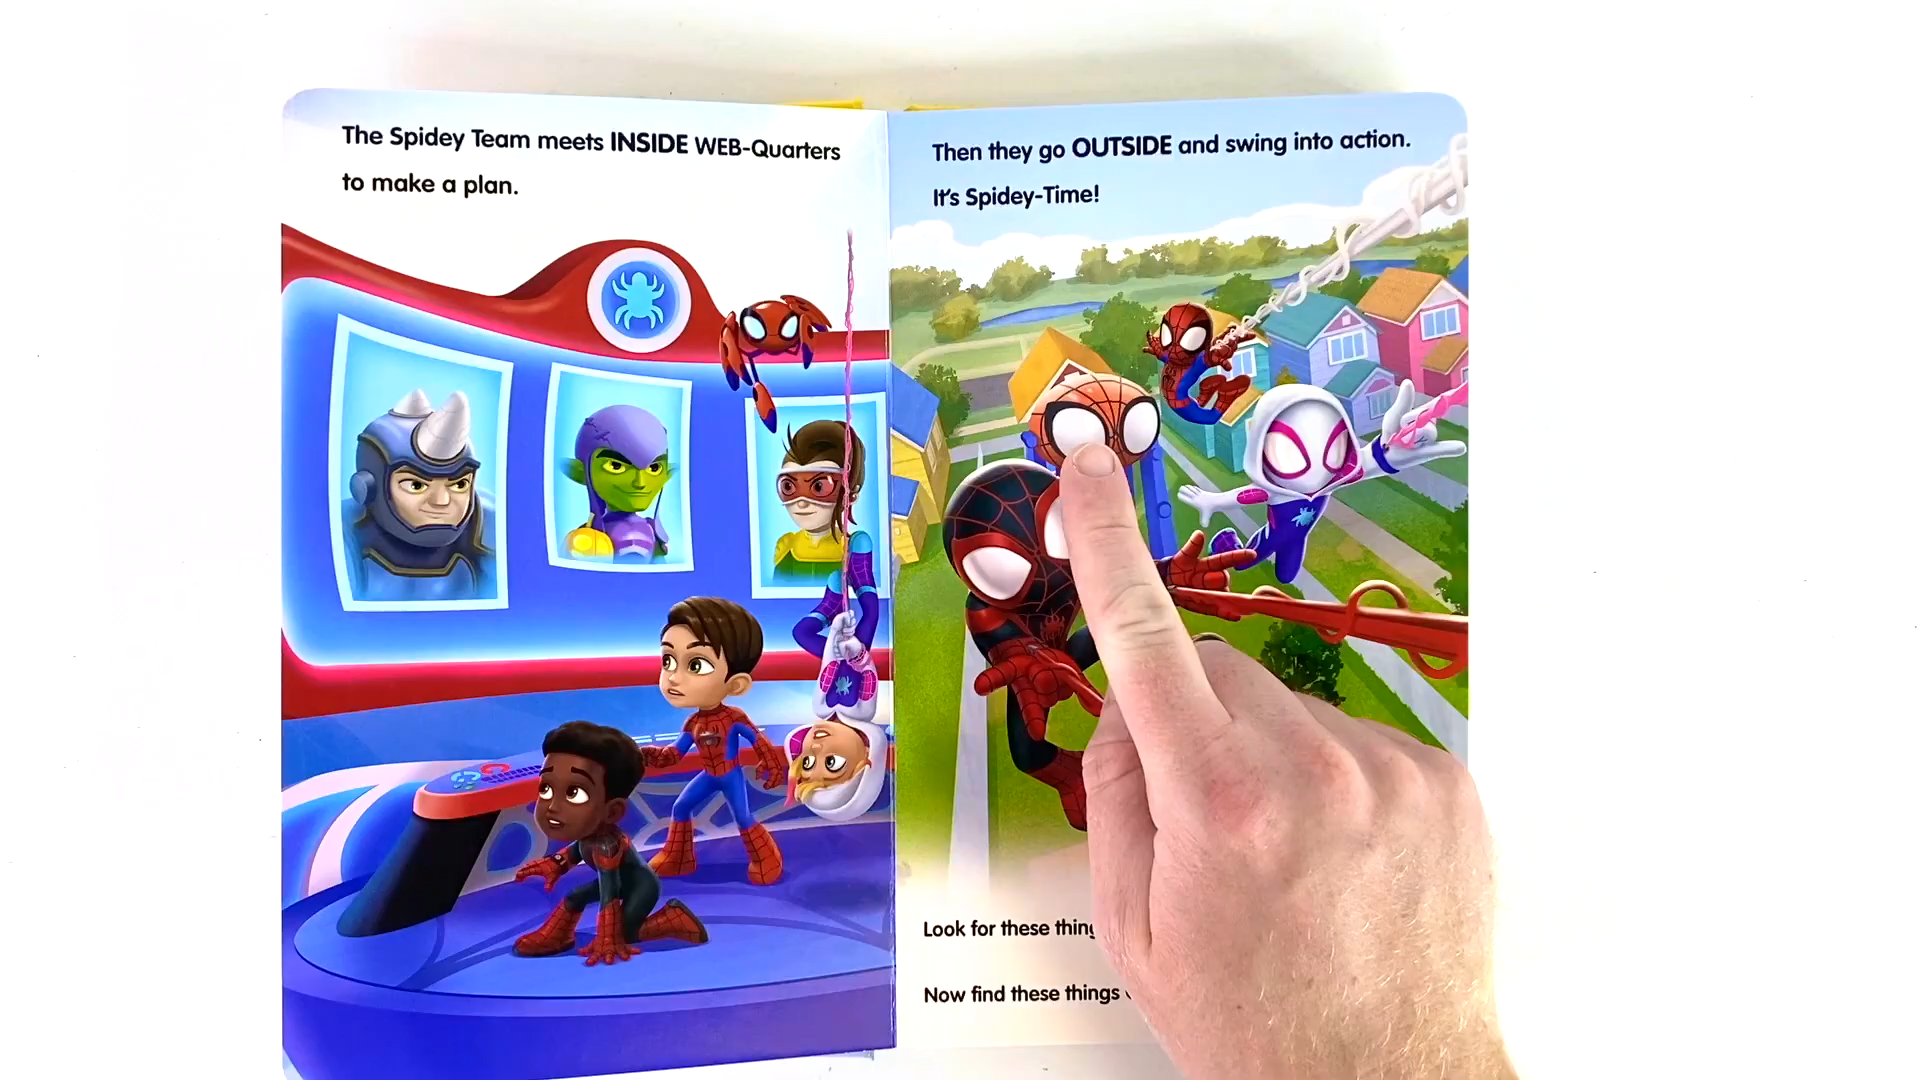 The Spidey Team meets INSIDE WEB-Quarters
to make a plan.
Then they go OUTSIDE and swing into action.
It's Spidey-Time!
Look for these
Now find these things